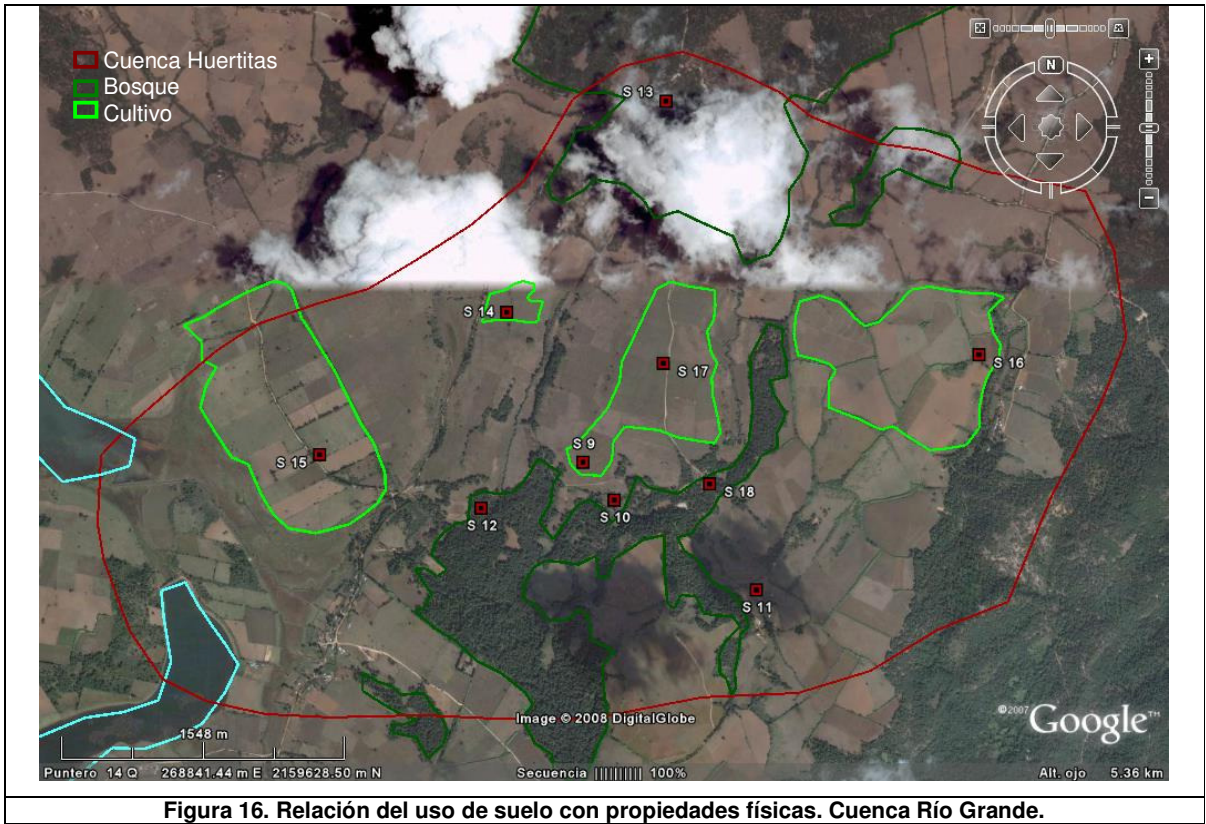 Cuenca Huertitas
Bosque
Cultivo
N
S 13
S 14
S 17
S 16
S 9
S 15
S 18
S 12
S 10
S 11
Image © 2008 DigitalGlobe
©2007 Google™
1548 m
Puntero 14 Q 268841.44 m E 2159628.50 m N
Secuencia |||||||||| 100%
Alt. ojo 5.36 km
Figura 16. Relación del uso de suelo con propiedades físicas. Cuenca Río Grande.